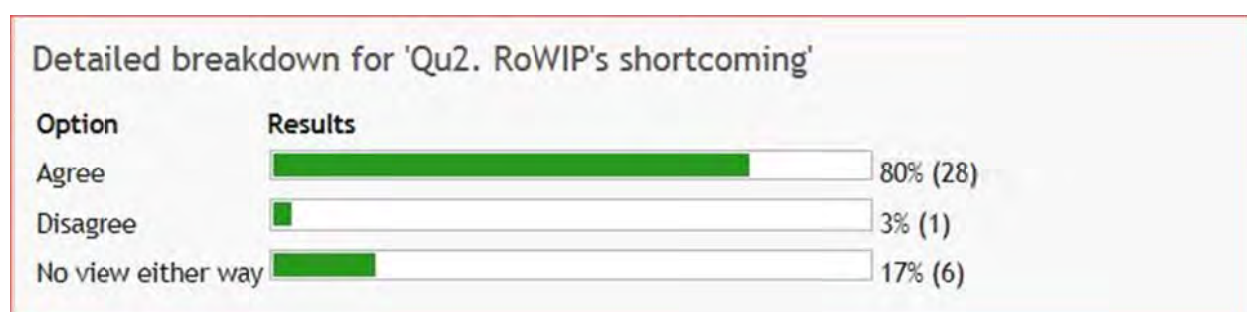 Detailed breakdown for 'Qu2. RoWIP's shortcoming'
Option Results
Agree 80% (28)
Disagree 3% (1)
No view either way 17% (6)